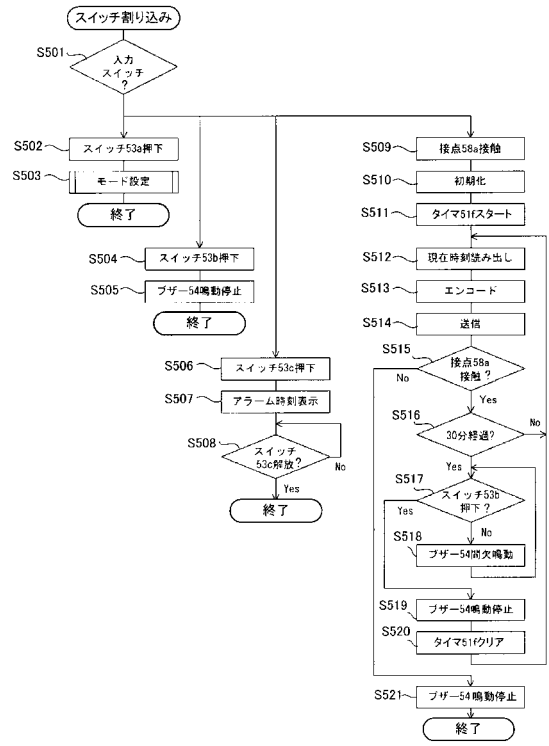 スイッチ割り込み
S501
入力
スイッチ
?
S502
スイッチ53a押下
S503
モード設定
終了
S504
スイッチ53b押下
S505
ブザー54鳴動停止
終了
S506
スイッチ53c押下
S507
アラーム時刻表示
S508
スイッチ
53c解放?
No
Yes
終了
S509
接点58a接触
S510
初期化
S511
タイマ51fスタート
S512
現在時刻読み出し
S513
エンコード
S514
送信
S515
接点58a
接触?
No
Yes
S516
30分経過?
No
Yes
S517
スイッチ53b
押下?
Yes
No
S518
ブザー54間欠鳴動
S519
ブザー54鳴動停止
S520
タイマ51fクリア
S521
ブザー54鳴動停止
終了